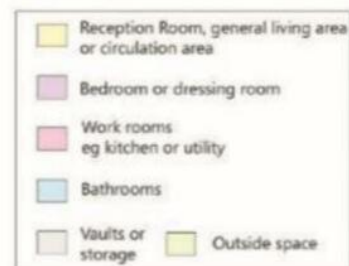 Reception Room, general living area
or circulation area
Bedroom or dressing room
Work rooms
eg kitchen or utility
Bathrooms
Vaults or
storage
Outside space